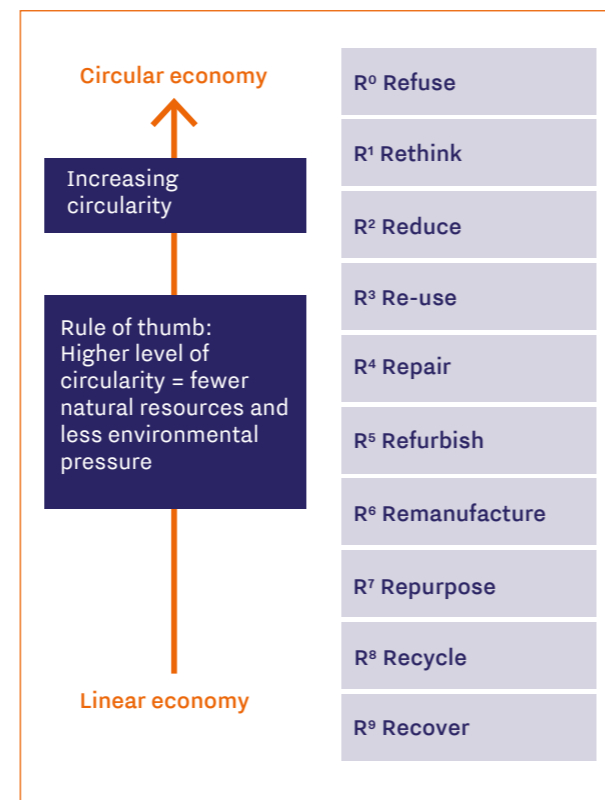 Circular economy
Increasing
circularity
Rule of thumb:
Higher level of
circularity = fewer
natural resources and
less environmental
pressure
Linear economy
R⁰ Refuse
R¹ Rethink
R² Reduce
R³ Re-use
R⁴ Repair
R⁵ Refurbish
R⁶ Remanufacture
R⁷ Repurpose
R⁸ Recycle
R⁹ Recover